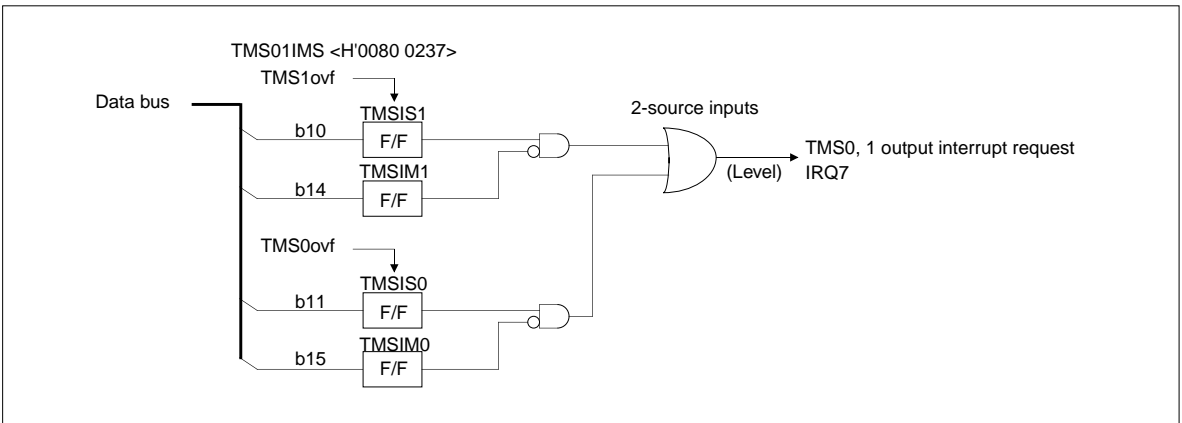 TMS01IMS <H'0080 0237>
TMS1ovf
Data bus
TMSIS1
2-source inputs
b10
F/F
TMS0, 1 output interrupt request
(Level)
IRQ7
TMSIM1
b14
F/F
TMS0ovf
TMSIS0
b11
F/F
TMSIM0
b15
F/F